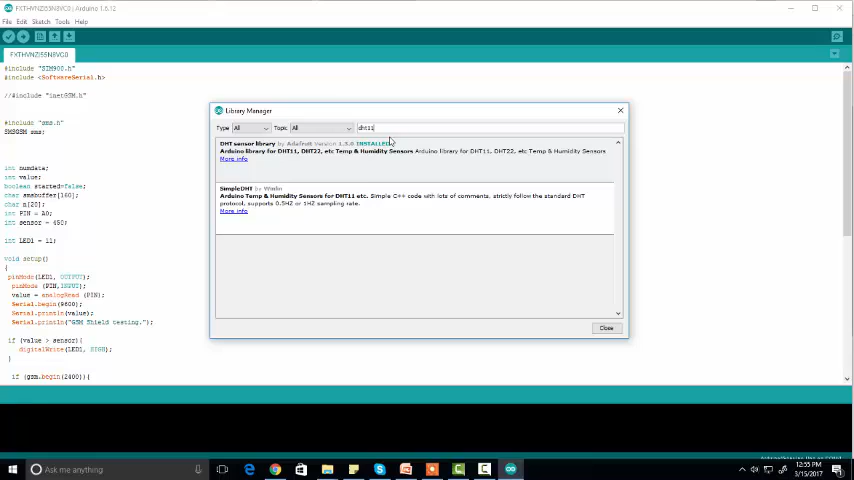 FXTHVNZI55N8VC0 | Arduino 1.6.12
File Edit Sketch Tools Help
FXTHVNZI55N8VC0
#include "SIM900.h"
#include <SoftwareSerial.h>
//#include "inetGSM.h"
#include "sms.h"
SMSGSM sms;
int numdata;
int value;
boolean started=false;
char smsbuffer[160];
char n[20];
int PIN = A0;
int sensor = 450;
int LED1 = 11;
void setup()
{
pinMode(LED1, OUTPUT);
pinMode (PIN,INPUT);
value = analogRead (PIN);
Serial.begin(9600);
Serial.println(value);
Serial.println("GSM Shield testing.");
if (value > sensor){
digitalWrite(LED1, HIGH);
}
if (gsm.begin(2400)){
Library Manager
Type All Topic All dht11
DHT sensor library by Adafruit Version 1.3.0 INSTALLED
Arduino library for DHT11, DHT22, etc Temp & Humidity Sensors Arduino library for DHT11, DHT22, etc Temp & Humidity Sensors
More info
SimpleDHT by Winlin
Arduino Temp & Humidity Sensors for DHT11 etc. Simple C++ code with lots of comments, strictly follow the standard DHT
protocol, supports 0.5HZ or 1HZ sampling rate.
More info
Close
Ask me anything
12:55 PM
3/15/2017